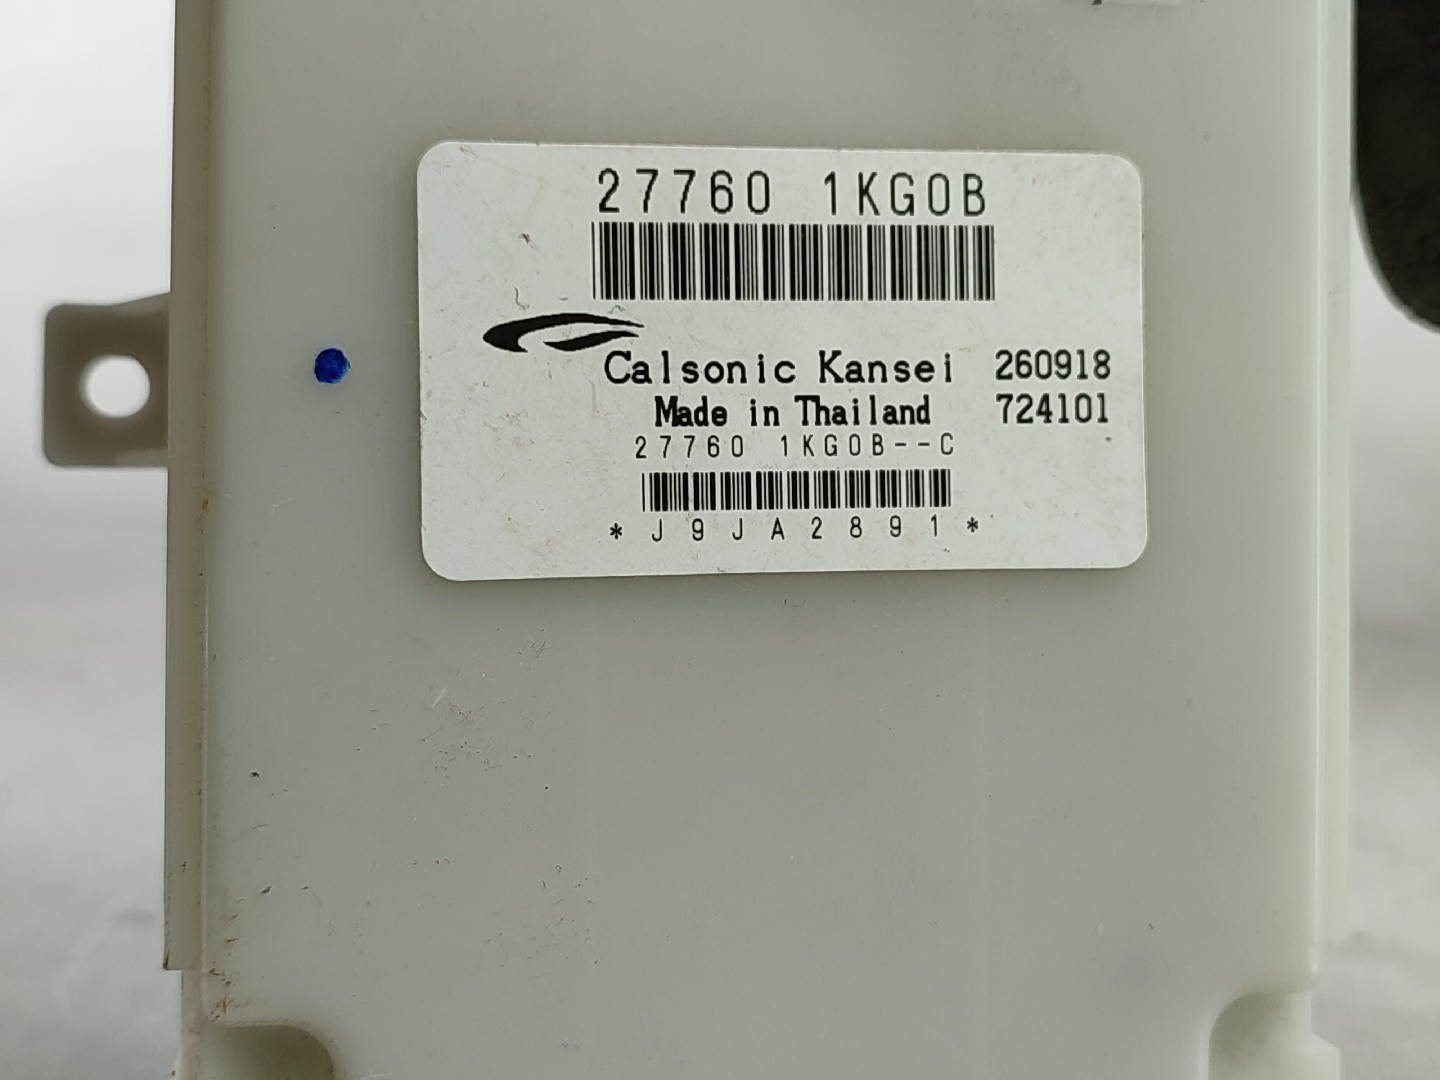 27760 1KG0B
Calsonic Kansei 260918
Made in Thailand 724101
27760 1KG0B--C
*J9JA2891*